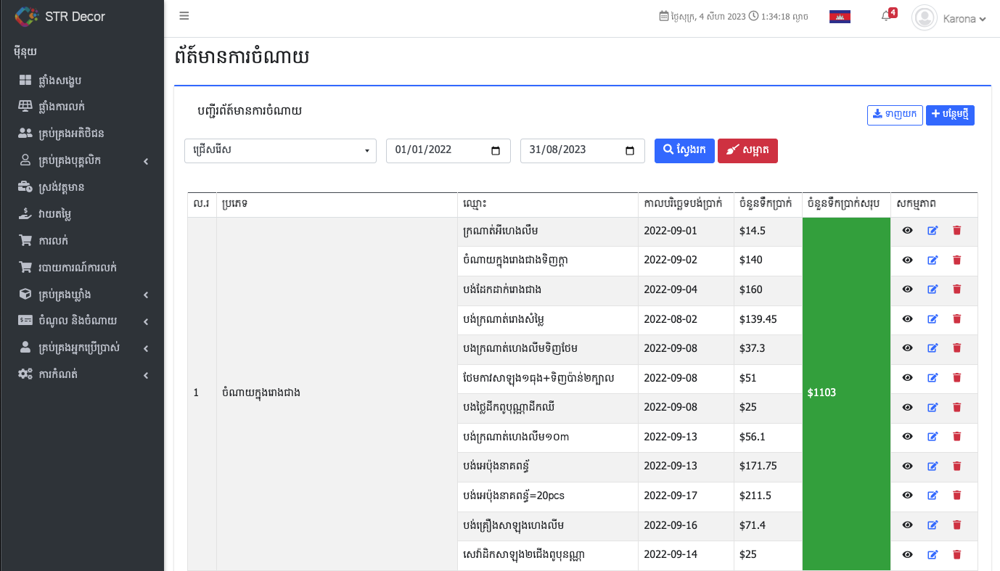 STR Decor
ថ្ងៃសុក្រ, 4 សីហា 2023 1:34:18 ល្ងាច
4
Karona
ម៉ឺនុយ
ផ្ទាំងសង្ខេប
ផ្ទាំងការលក់
គ្រប់គ្រងអតិថិជន
គ្រប់គ្រងបុគ្គលិក
ស្រង់វត្តមាន
វាយតម្លៃ
ការលក់
របាយការណ៍ការលក់
គ្រប់គ្រងឃ្លាំង
ចំណូល និងចំណាយ
គ្រប់គ្រងអ្នកប្រើប្រាស់
ការកំណត់
ព័ត៍មានការចំណាយ
បញ្ជីរព័ត៍មានការចំណាយ
ទាញយក បន្ថែមថ្មី
ជ្រើសរើស 01/01/2022 31/08/2023 ស្វែងរក សម្អាត
ល.រ ប្រភេទ ឈ្មោះ កាលបរិច្ឆេទបង់ប្រាក់ ចំនួនទឹកប្រាក់ ចំនួនទឹកប្រាក់សរុប សកម្មភាព
ក្រណាត់អីហេងលឹម 2022-09-01 $14.5
ចំណាយក្នុងរោងជាងទិញក្តា 2022-09-02 $140
បង់ដែកដាក់រោងជាង 2022-09-04 $160
បង់ក្រណាត់រោងសំម្លៃ 2022-08-02 $139.45
បងក្រណាត់ហេងលីមទិញថែម 2022-09-08 $37.3
ថែមកាវសាឡុង១ធុង+ទិញប៉ាន់២ក្បាល 2022-09-08 $51
1 ចំណាយក្នុងរោងជាង $1103
បងថ្លៃដឹកពូបុណ្ណាដឹកឈើ 2022-09-08 $25
បង់ក្រណាត់ហេងលីម១០m 2022-09-13 $56.1
បង់អេប៉ុងនាគពន្ធ័ 2022-09-13 $171.75
បង់អេប៉ុងនាគពន្ធ័=20pcs 2022-09-17 $211.5
បង់គ្រឿងសាឡុងហេងលីម 2022-09-16 $71.4
សេវ៉ាដិកសាឡុង២ជើងពូបុនណ្ណា 2022-09-14 $25